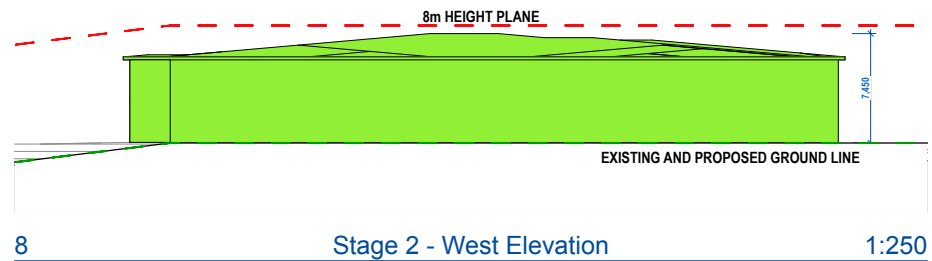 8m HEIGHT PLANE
7,450
EXISTING AND PROPOSED GROUND LINE
8 Stage 2 - West Elevation 1:250